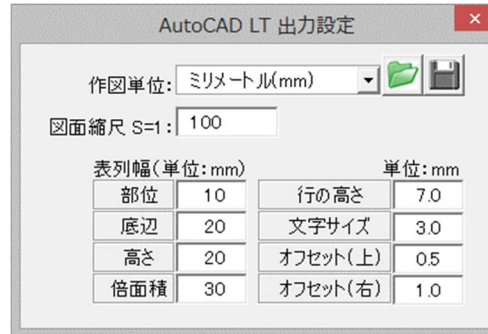 AutoCAD LT 出力設定
作図単位: ミリメートル(mm)
図面縮尺 S=1: 100
表列幅(単位:mm) 単位:mm
部位 10 行の高さ 7.0
底辺 20 文字サイズ 3.0
高さ 20 オフセット(上) 0.5
倍面積 30 オフセット(右) 1.0